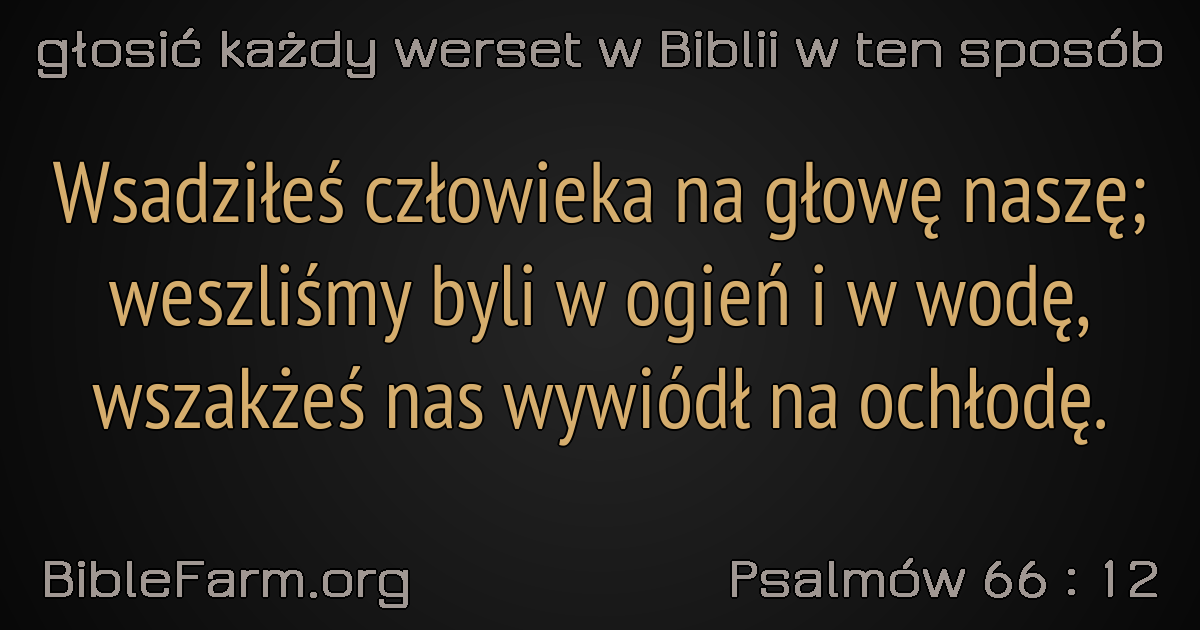 głosić każdy werset w Biblii w ten sposób
Wsadziłeś człowieka na głowę naszę;
weszliśmy byli w ogień i w wodę,
wszakżeś nas wywiódł na ochłodę.
BibleFarm.org
Psalmów 66 : 12